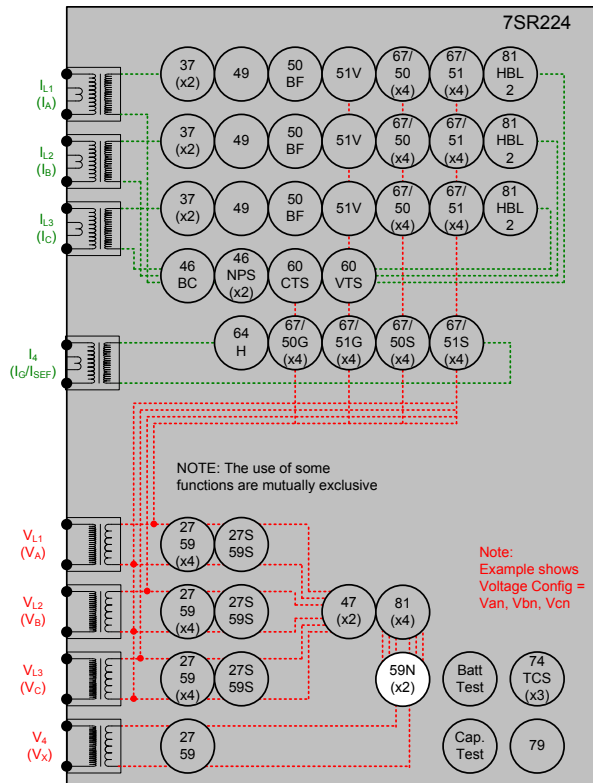 7SR224
IL1
(IA)
37
(x2)
49
50
BF
51V
67/
50
(x4)
67/
51
(x4)
81
HBL
2
IL2
(IB)
37
(x2)
49
50
BF
51V
67/
50
(x4)
67/
51
(x4)
81
HBL
2
IL3
(IC)
37
(x2)
49
50
BF
51V
67/
50
(x4)
67/
51
(x4)
81
HBL
2
46
BC
46
NPS
(x2)
60
CTS
60
VTS
I4
(IG/ISEF)
64
H
67/
50G
(x4)
67/
51G
(x4)
67/
50S
(x4)
67/
51S
(x4)
NOTE: The use of some
functions are mutually exclusive
VL1
(VA)
27
59
(x4)
27S
59S
Note:
Example shows
Voltage Config =
Van, Vbn, Vcn
VL2
(VB)
27
59
(x4)
27S
59S
47
(x2)
81
(x4)
VL3
(VC)
27
59
(x4)
27S
59S
59N
(x2)
Batt
Test
74
TCS
(x3)
V4
(VX)
27
59
Cap.
Test
79